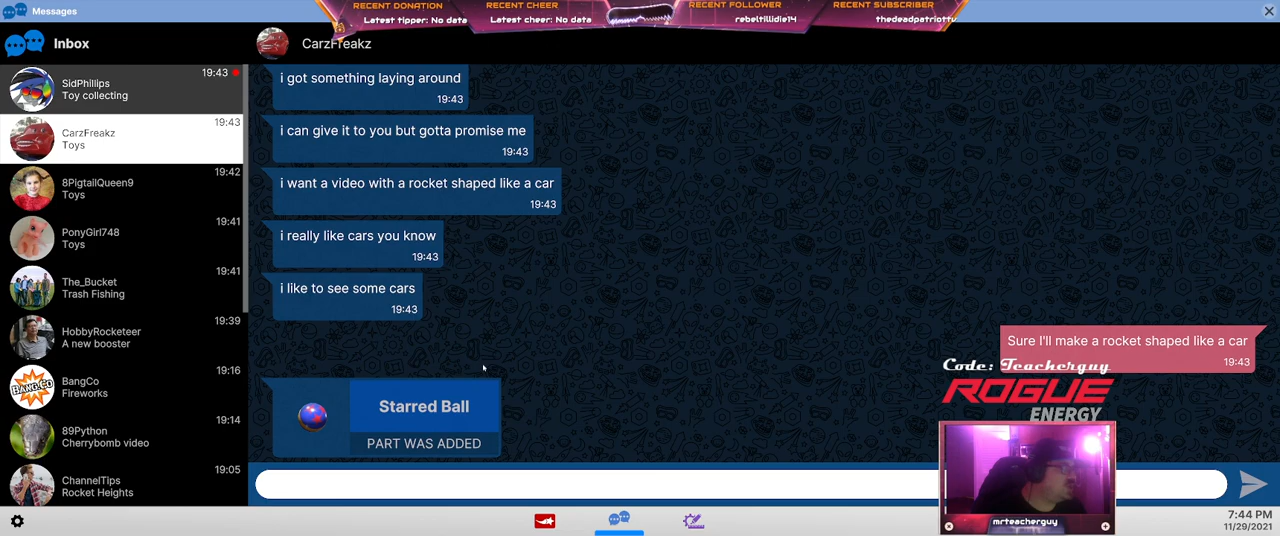 Messages
RECENT DONATION
Latest tipper: No data
RECENT CHEER
Latest cheer: No data
RECENT FOLLOWER
rebeltillidie14
RECENT SUBSCRIBER
thedeadpatriottv
Inbox
CarzFreakz
SidPhillips
Toy collecting
19:43
CarzFreakz
Toys
19:43
8PigtailQueen9
Toys
19:42
PonyGirl748
Toys
19:41
The_Bucket
Trash Fishing
19:41
HobbyRocketeer
A new booster
19:39
BANG.CO
BangCo
Fireworks
19:16
89Python
Cherrybomb video
19:14
ChannelTips
Rocket Heights
19:05
i got something laying around
19:43
i can give it to you but gotta promise me
19:43
i want a video with a rocket shaped like a car
19:43
i really like cars you know
19:43
i like to see some cars
19:43
Sure I'll make a rocket shaped like a car
19:43
Starred Ball
PART WAS ADDED
Code: Teacherguy
ROGUE
ENERGY
mrteacherguy
7:44 PM
11/29/2021